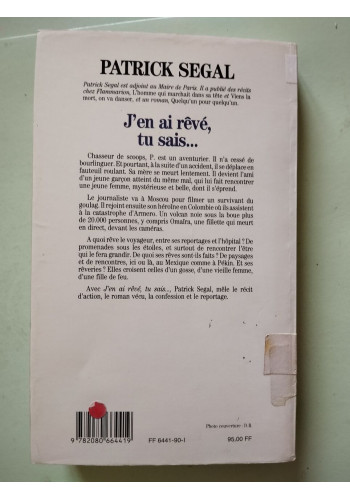 PATRICK SEGAL
Patrick Segal est adjoint au Maire de Paris. Il a publié des récits
chez Flammarion, L'homme qui marchait dans sa tête et Viens la
mort, on va danser, et un roman, Quelqu'un pour quelqu'un.
J'en ai rêvé,
tu sais...
Chasseur de scoops, P. est un aventurier. Il n'a cessé de
bourlinguer. Et pourtant, à la suite d'un accident, il se déplace en
fauteuil roulant. Sa mère se meurt lentement. Il devient l'ami
d'un jeune garçon atteint du même mal, qui lui fait rencontrer
une jeune femme, mystérieuse et belle, dont il s'éprend.
Le journaliste va à Moscou pour filmer un survivant du
goulag. Il rejoint ensuite son héroïne en Colombie où ils assistent
à la catastrophe d'Armero. Un volcan noie sous la boue plus
de 20.000 personnes, y compris Omaïra, une fillette qui meurt
en direct, devant les caméras.
A quoi rêve le voyageur, entre ses reportages et l'hôpital ? De
promenades sous les étoiles, et surtout de rencontrer l'être
qui le fera grandir. De quoi ses rêves sont-ils faits ? De paysages
et de rencontres, ici ou là, au Mexique comme à Pékin. Et ses
rêveries ? Elles croisent celles d'un gosse, d'une vieille femme,
d'une fille de feu.
Avec J'en ai rêvé, tu sais..., Patrick Segal, mêle le récit
d'action, le roman vécu, la confession et le reportage.
9 782080 664419
FF 6441-90-I
Photo couverture : D.R.
95,00 FF